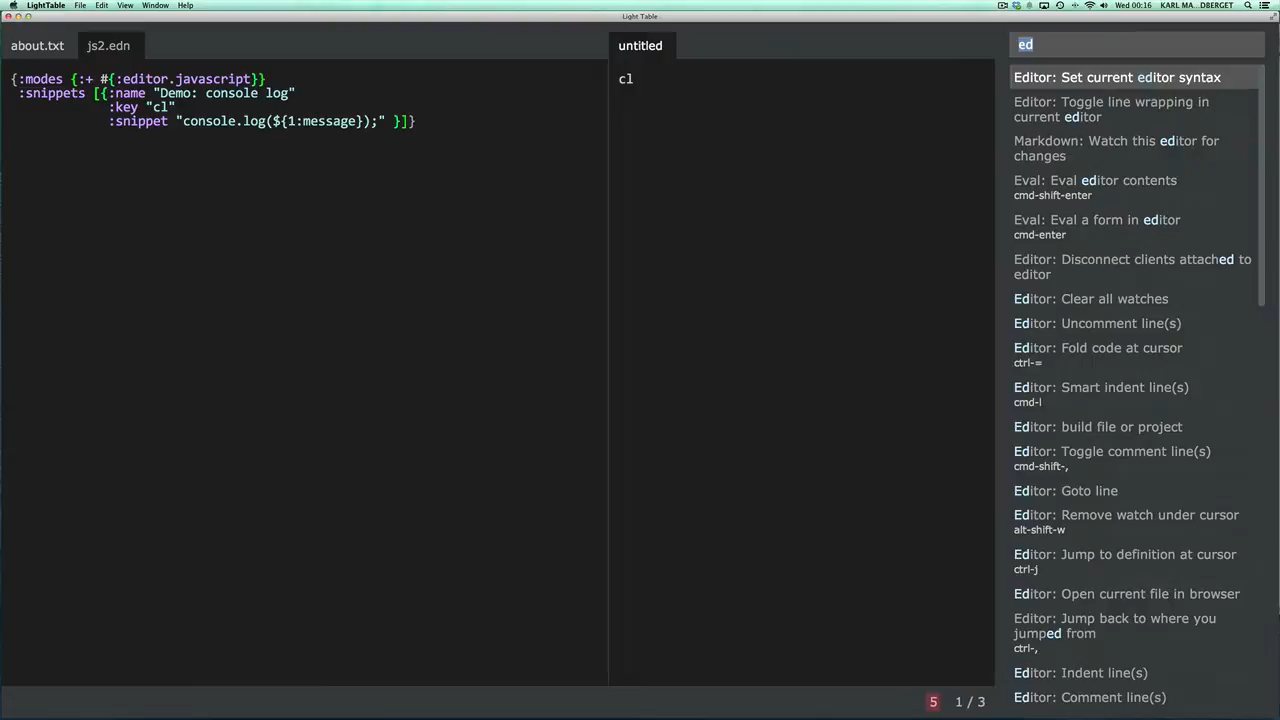 LightTable File Edit View Window Help
Wed 00:16 KARL MA...DBERGET
Light Table
about.txt js2.edn
{:modes {:+ #{:editor.javascript}}
:snippets [{:name "Demo: console log"
:key "cl"
:snippet "console.log(${1:message});" }]}
untitled
cl
ed
Editor: Set current editor syntax
Editor: Toggle line wrapping in
current editor
Markdown: Watch this editor for
changes
Eval: Eval editor contents
cmd-shift-enter
Eval: Eval a form in editor
cmd-enter
Editor: Disconnect clients attached to
editor
Editor: Clear all watches
Editor: Uncomment line(s)
Editor: Fold code at cursor
ctrl-=
Editor: Smart indent line(s)
cmd-l
Editor: build file or project
Editor: Toggle comment line(s)
cmd-shift-,
Editor: Goto line
Editor: Remove watch under cursor
alt-shift-w
Editor: Jump to definition at cursor
ctrl-j
Editor: Open current file in browser
Editor: Jump back to where you
jumped from
ctrl-,
Editor: Indent line(s)
Editor: Comment line(s)
5 1 / 3